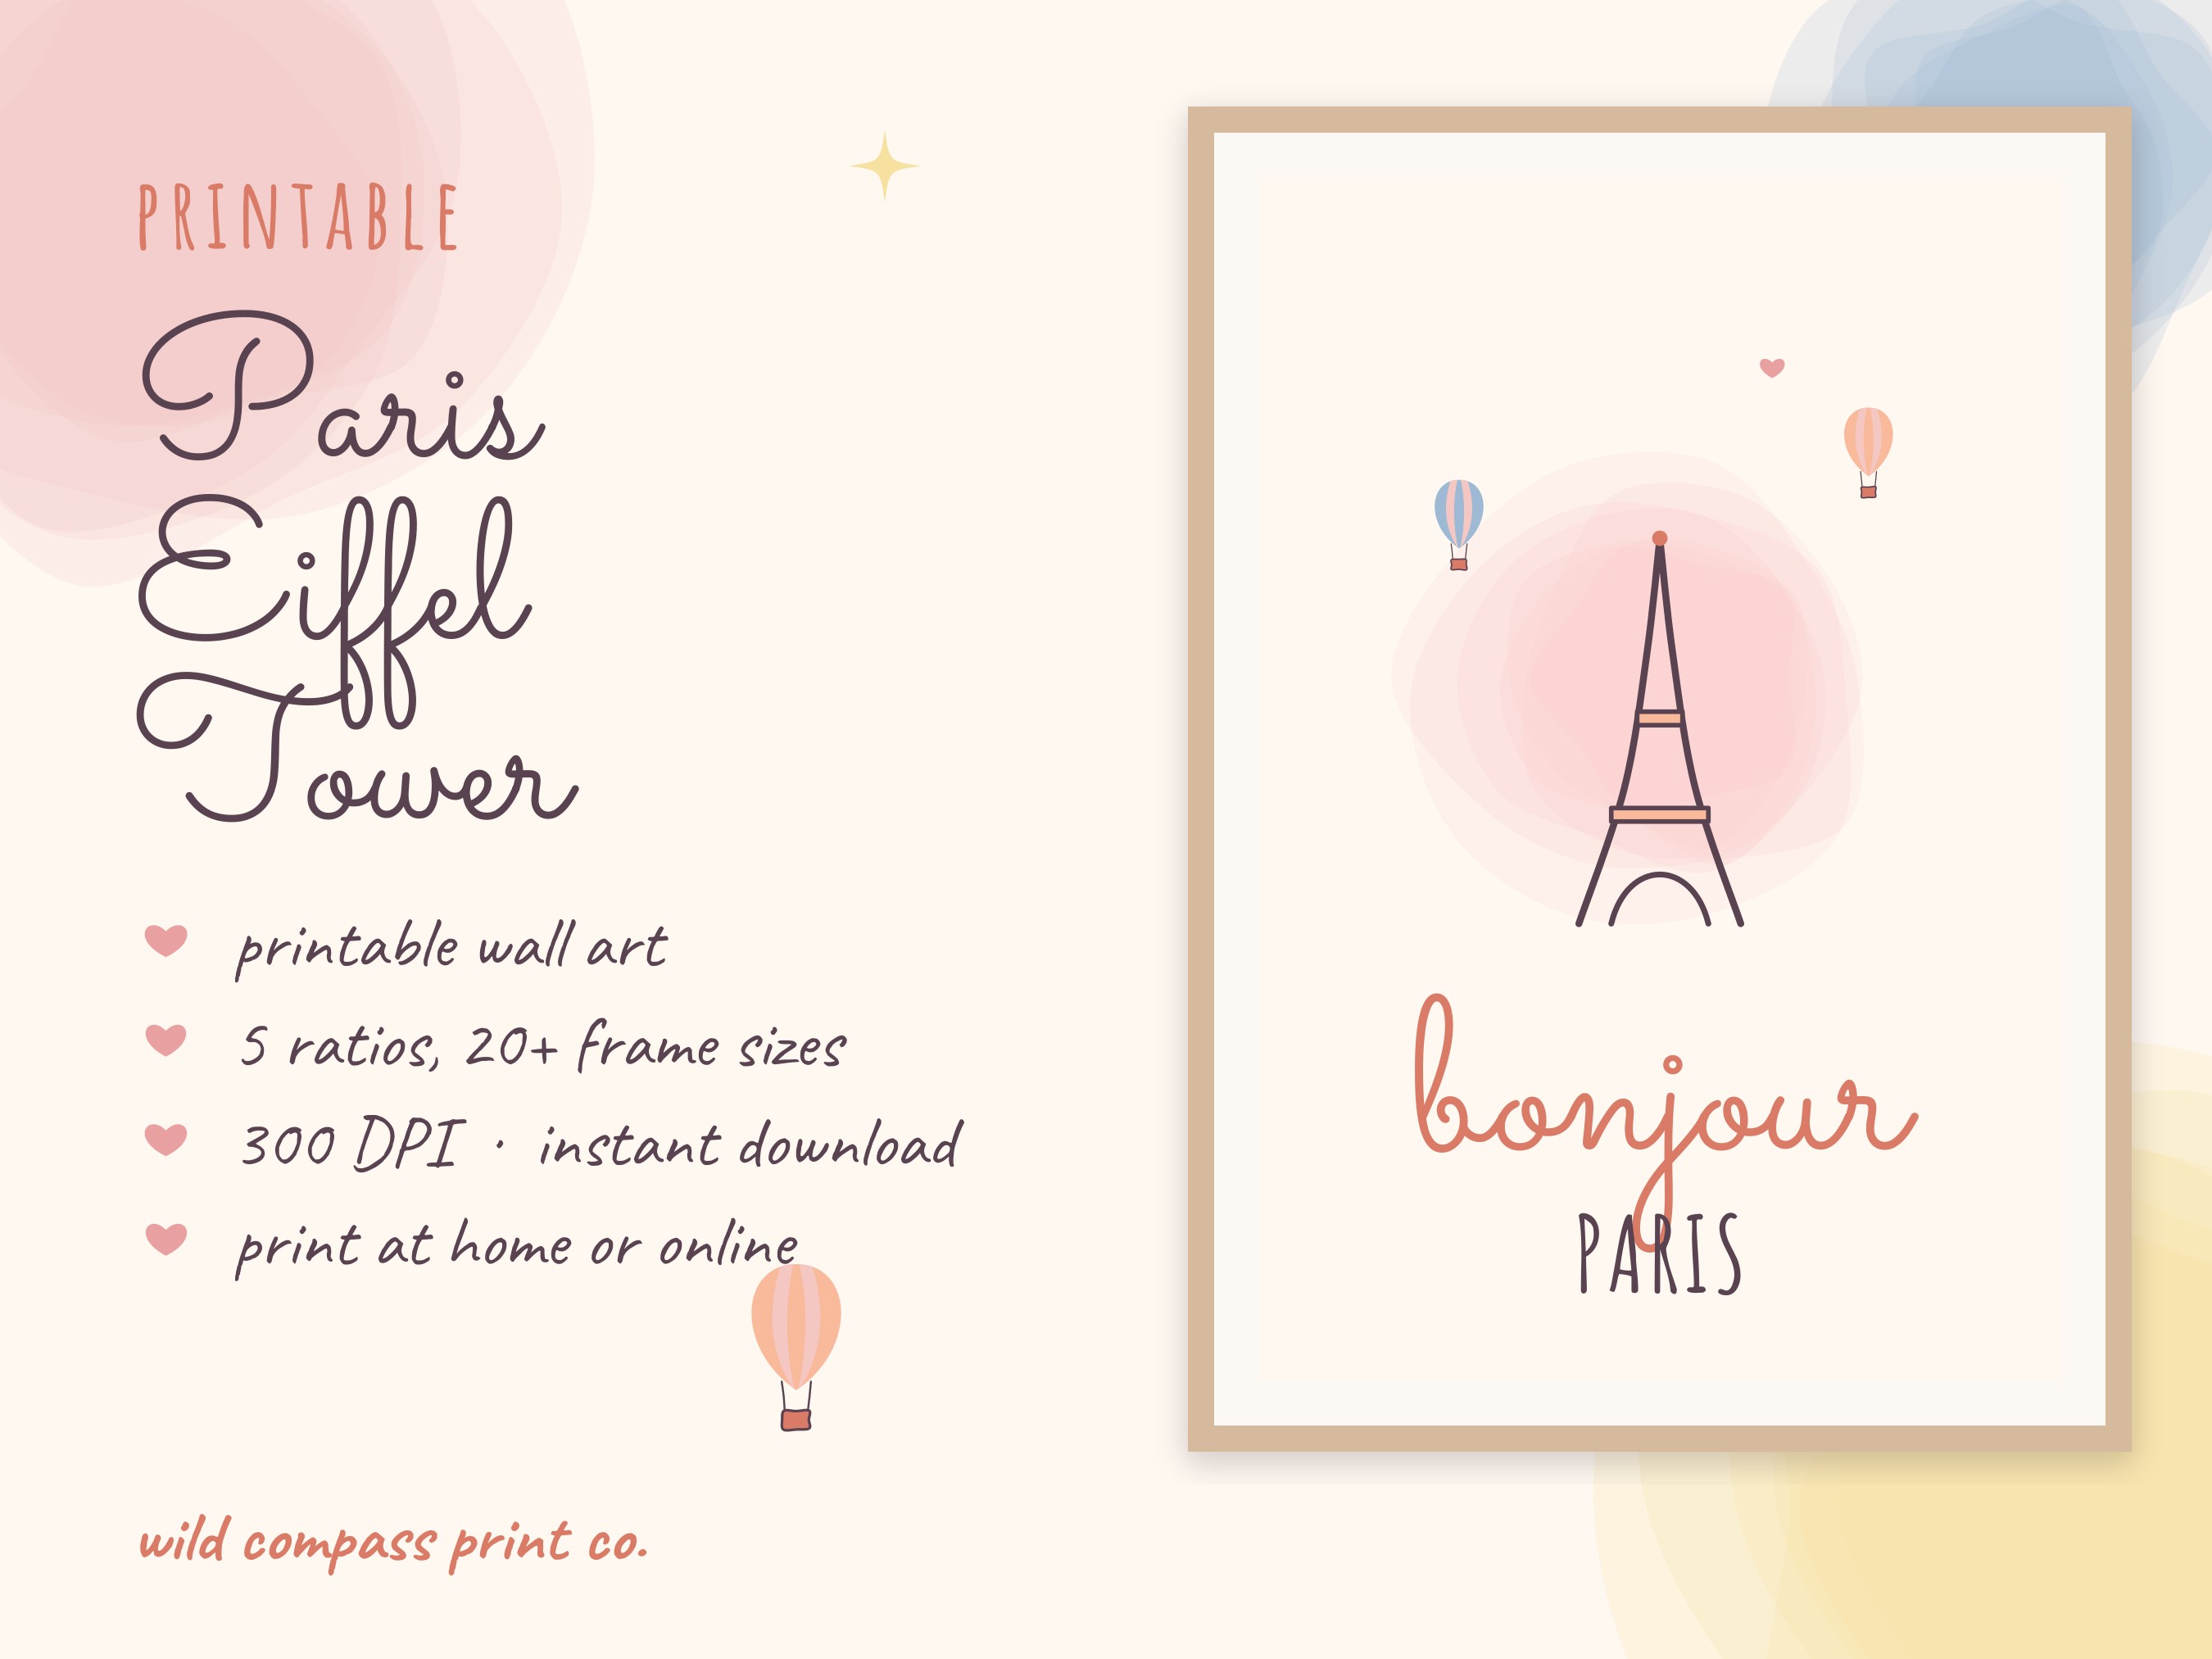 PRINTABLE
Paris
Eiffel
Tower
printable wall art
5 ratios, 20+ frame sizes
300 DPI · instant download
print at home or online
wild compass print co.
bonjour
PARIS